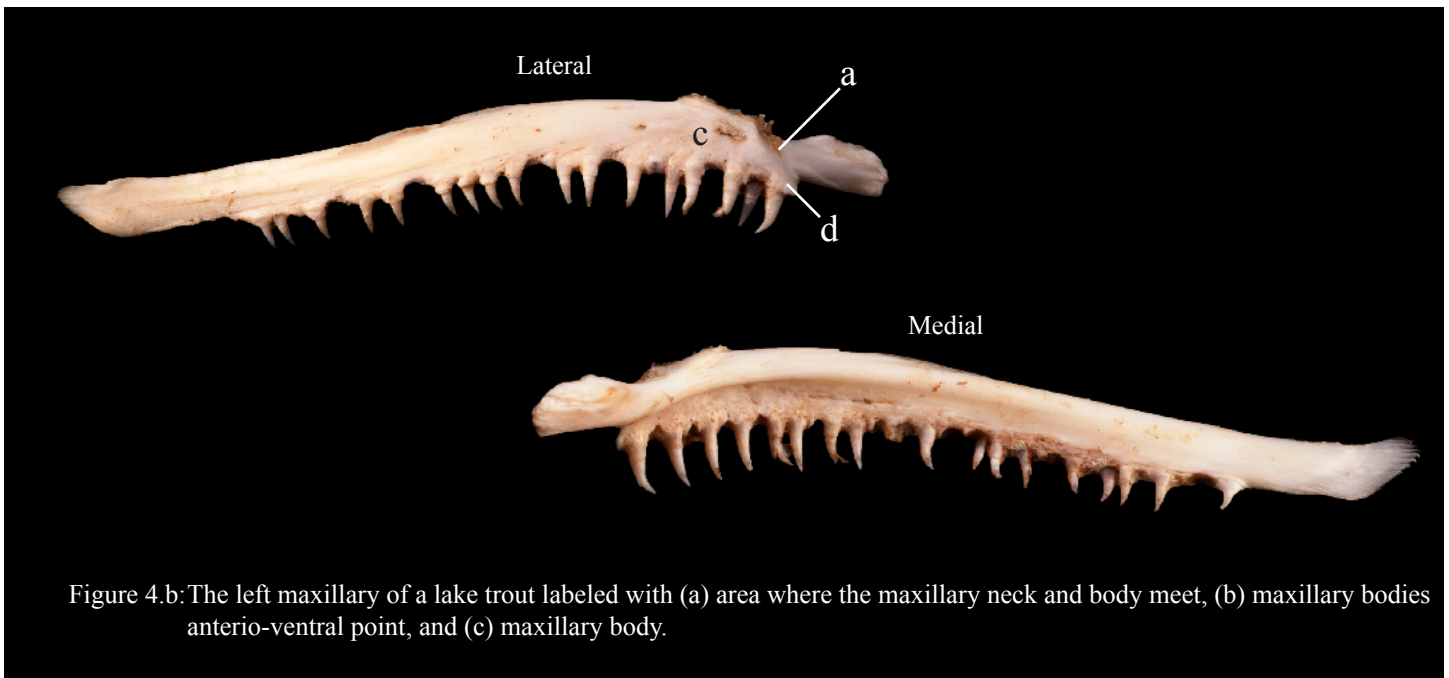 Lateral
a
c
d
Medial
Figure 4.b:The left maxillary of a lake trout labeled with (a) area where the maxillary neck and body meet, (b) maxillary bodies
anterio-ventral point, and (c) maxillary body.